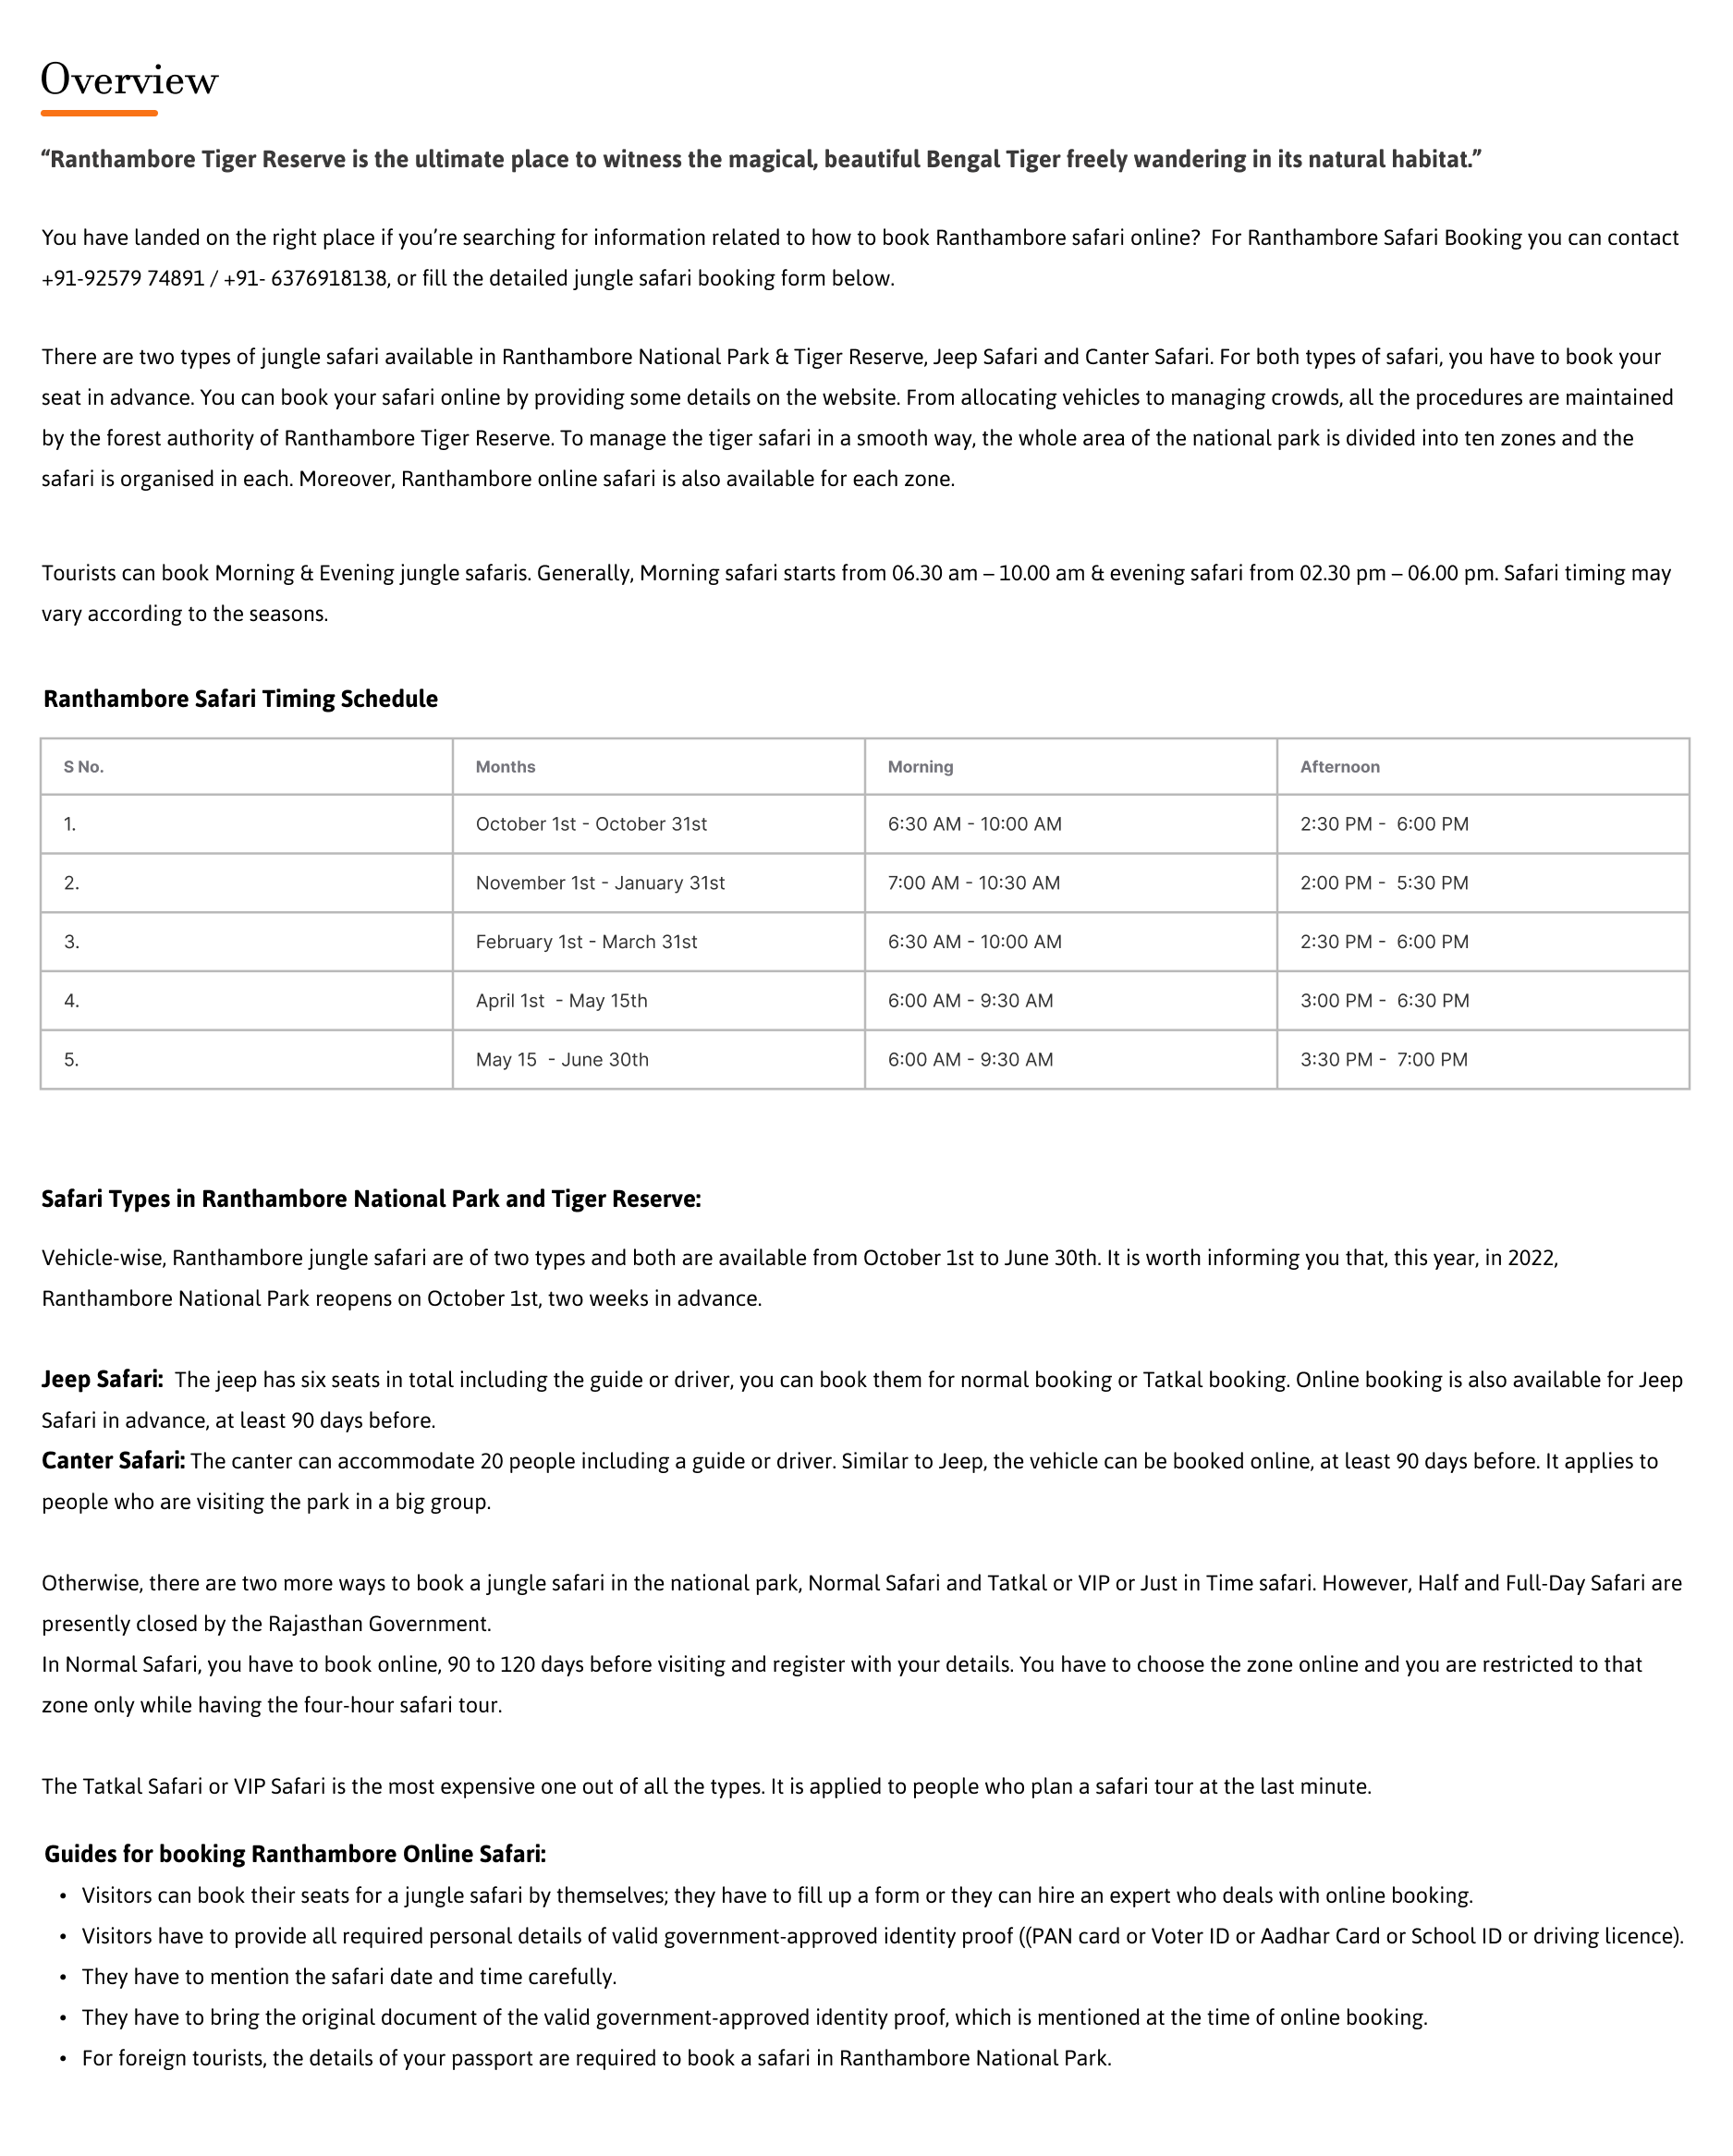 Overview
“Ranthambore Tiger Reserve is the ultimate place to witness the magical, beautiful Bengal Tiger freely wandering in its natural habitat.”
You have landed on the right place if you’re searching for information related to how to book Ranthambore safari online?  For Ranthambore Safari Booking you can contact
+91-92579 74891 / +91- 6376918138, or fill the detailed jungle safari booking form below.
There are two types of jungle safari available in Ranthambore National Park & Tiger Reserve, Jeep Safari and Canter Safari. For both types of safari, you have to book your
seat in advance. You can book your safari online by providing some details on the website. From allocating vehicles to managing crowds, all the procedures are maintained
by the forest authority of Ranthambore Tiger Reserve. To manage the tiger safari in a smooth way, the whole area of the national park is divided into ten zones and the
safari is organised in each. Moreover, Ranthambore online safari is also available for each zone.
Tourists can book Morning & Evening jungle safaris. Generally, Morning safari starts from 06.30 am – 10.00 am & evening safari from 02.30 pm – 06.00 pm. Safari timing may
vary according to the seasons.
Ranthambore Safari Timing Schedule
S No. Months Morning Afternoon
1. October 1st - October 31st 6:30 AM - 10:00 AM 2:30 PM -  6:00 PM
2. November 1st - January 31st 7:00 AM - 10:30 AM 2:00 PM -  5:30 PM
3. February 1st - March 31st 6:30 AM - 10:00 AM 2:30 PM -  6:00 PM
4. April 1st  - May 15th 6:00 AM - 9:30 AM 3:00 PM -  6:30 PM
5. May 15  - June 30th 6:00 AM - 9:30 AM 3:30 PM -  7:00 PM
Safari Types in Ranthambore National Park and Tiger Reserve:
Vehicle-wise, Ranthambore jungle safari are of two types and both are available from October 1st to June 30th. It is worth informing you that, this year, in 2022,
Ranthambore National Park reopens on October 1st, two weeks in advance.
Jeep Safari:  The jeep has six seats in total including the guide or driver, you can book them for normal booking or Tatkal booking. Online booking is also available for Jeep
Safari in advance, at least 90 days before.
Canter Safari: The canter can accommodate 20 people including a guide or driver. Similar to Jeep, the vehicle can be booked online, at least 90 days before. It applies to
people who are visiting the park in a big group.
Otherwise, there are two more ways to book a jungle safari in the national park, Normal Safari and Tatkal or VIP or Just in Time safari. However, Half and Full-Day Safari are
presently closed by the Rajasthan Government.
In Normal Safari, you have to book online, 90 to 120 days before visiting and register with your details. You have to choose the zone online and you are restricted to that
zone only while having the four-hour safari tour.
The Tatkal Safari or VIP Safari is the most expensive one out of all the types. It is applied to people who plan a safari tour at the last minute.
Guides for booking Ranthambore Online Safari:
• Visitors can book their seats for a jungle safari by themselves; they have to fill up a form or they can hire an expert who deals with online booking.
• Visitors have to provide all required personal details of valid government-approved identity proof ((PAN card or Voter ID or Aadhar Card or School ID or driving licence).
• They have to mention the safari date and time carefully.
• They have to bring the original document of the valid government-approved identity proof, which is mentioned at the time of online booking.
• For foreign tourists, the details of your passport are required to book a safari in Ranthambore National Park.